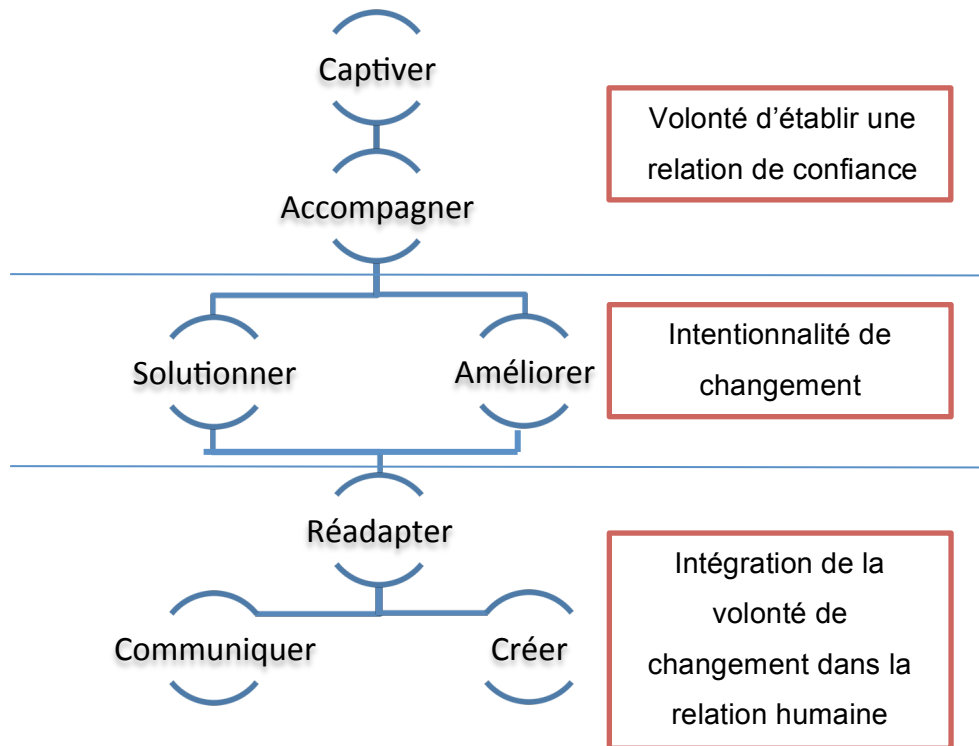 Captiver
Volonté d'établir une
relation de confiance
Accompagner
Solutionner
Améliorer
Intentionnalité de
changement
Réadapter
Communiquer
Créer
Intégration de la
volonté de
changement dans la
relation humaine